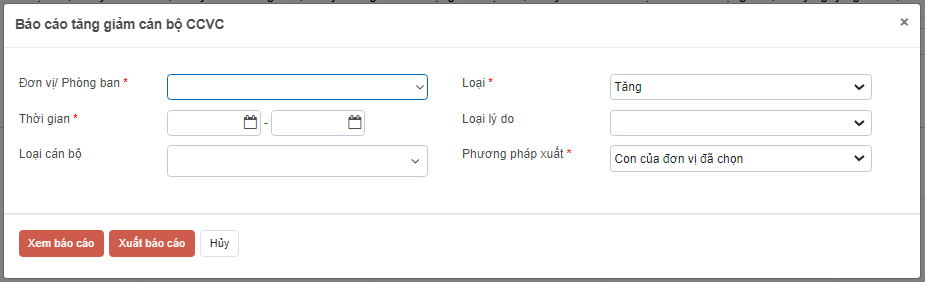 Báo cáo tăng giảm cán bộ CCVC ×
Đơn vị/ Phòng ban * Loại * Tăng
Thời gian * - Loại lý do
Loại cán bộ Phương pháp xuất * Con của đơn vị đã chọn
Xem báo cáo Xuất báo cáo Hủy